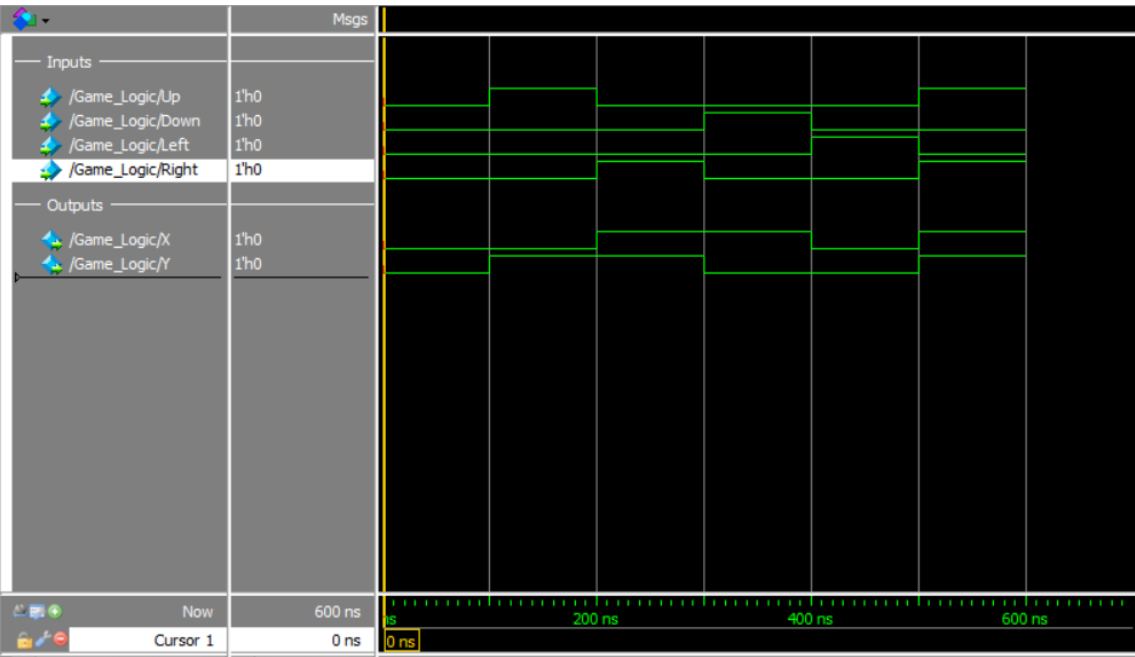 Msgs
Inputs
/Game_Logic/Up 1'h0
/Game_Logic/Down 1'h0
/Game_Logic/Left 1'h0
/Game_Logic/Right 1'h0
Outputs
/Game_Logic/X 1'h0
/Game_Logic/Y 1'h0
Now 600 ns
ns 200 ns 400 ns 600 ns
Cursor 1 0 ns 0 ns